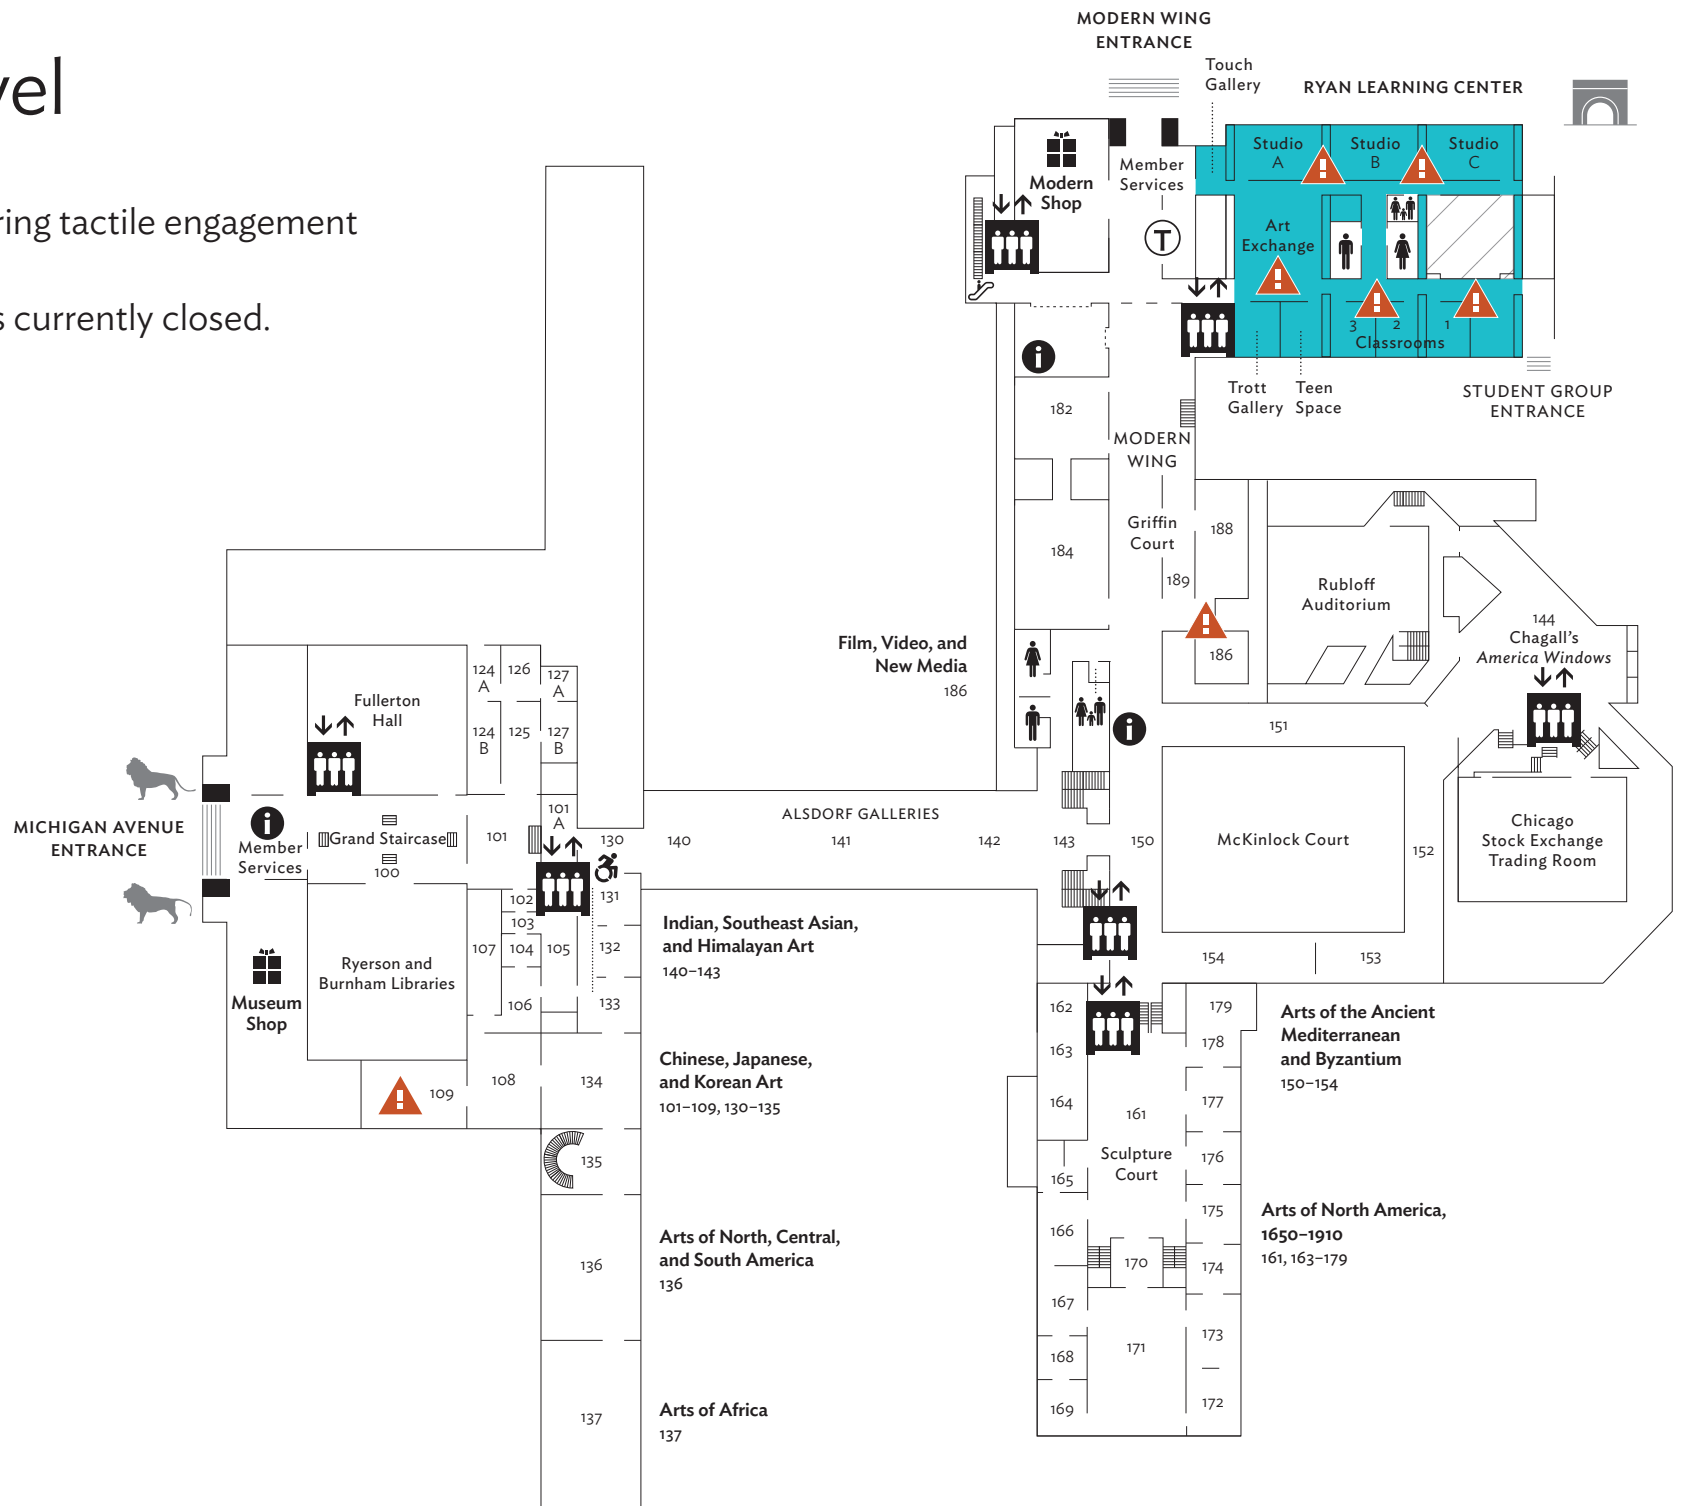 vel
ring tactile engagement
s currently closed.
MODERN WING
ENTRANCE
Touch
Gallery
RYAN LEARNING CENTER
Modern
Shop
Member
Services
T
Studio
A
Studio
B
Studio
C
Art
Exchange
3
2
1
Classrooms
Trott
Gallery
Teen
Space
STUDENT GROUP
ENTRANCE
182
MODERN
WING
184
Griffin
Court
188
189
186
Rubloff
Auditorium
144
Chagall's
America Windows
Film, Video, and
New Media
186
151
McKinlock Court
152
Chicago
Stock Exchange
Trading Room
154
153
150
143
142
141
140
130
ALSDORF GALLERIES
Fullerton
Hall
124
A
126
127
A
124
B
125
127
B
101
A
101
MICHIGAN AVENUE
ENTRANCE
Member
Services
Grand Staircase
100
102
103
104
105
106
107
131
132
133
Ryerson and
Burnham Libraries
Museum
Shop
109
108
134
135
136
137
Indian, Southeast Asian,
and Himalayan Art
140–143
Chinese, Japanese,
and Korean Art
101–109, 130–135
Arts of North, Central,
and South America
136
Arts of Africa
137
162
163
164
165
166
167
168
169
161
Sculpture
Court
170
171
179
178
177
176
175
174
173
172
Arts of the Ancient
Mediterranean
and Byzantium
150–154
Arts of North America,
1650–1910
161, 163–179